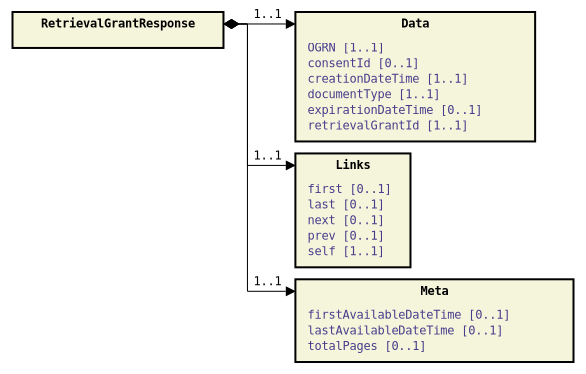 RetrievalGrantResponse
1..1
Data
OGRN [1..1]
consentId [0..1]
creationDateTime [1..1]
documentType [1..1]
expirationDateTime [0..1]
retrievalGrantId [1..1]
1..1
Links
first [0..1]
last [0..1]
next [0..1]
prev [0..1]
self [1..1]
1..1
Meta
firstAvailableDateTime [0..1]
lastAvailableDateTime [0..1]
totalPages [0..1]